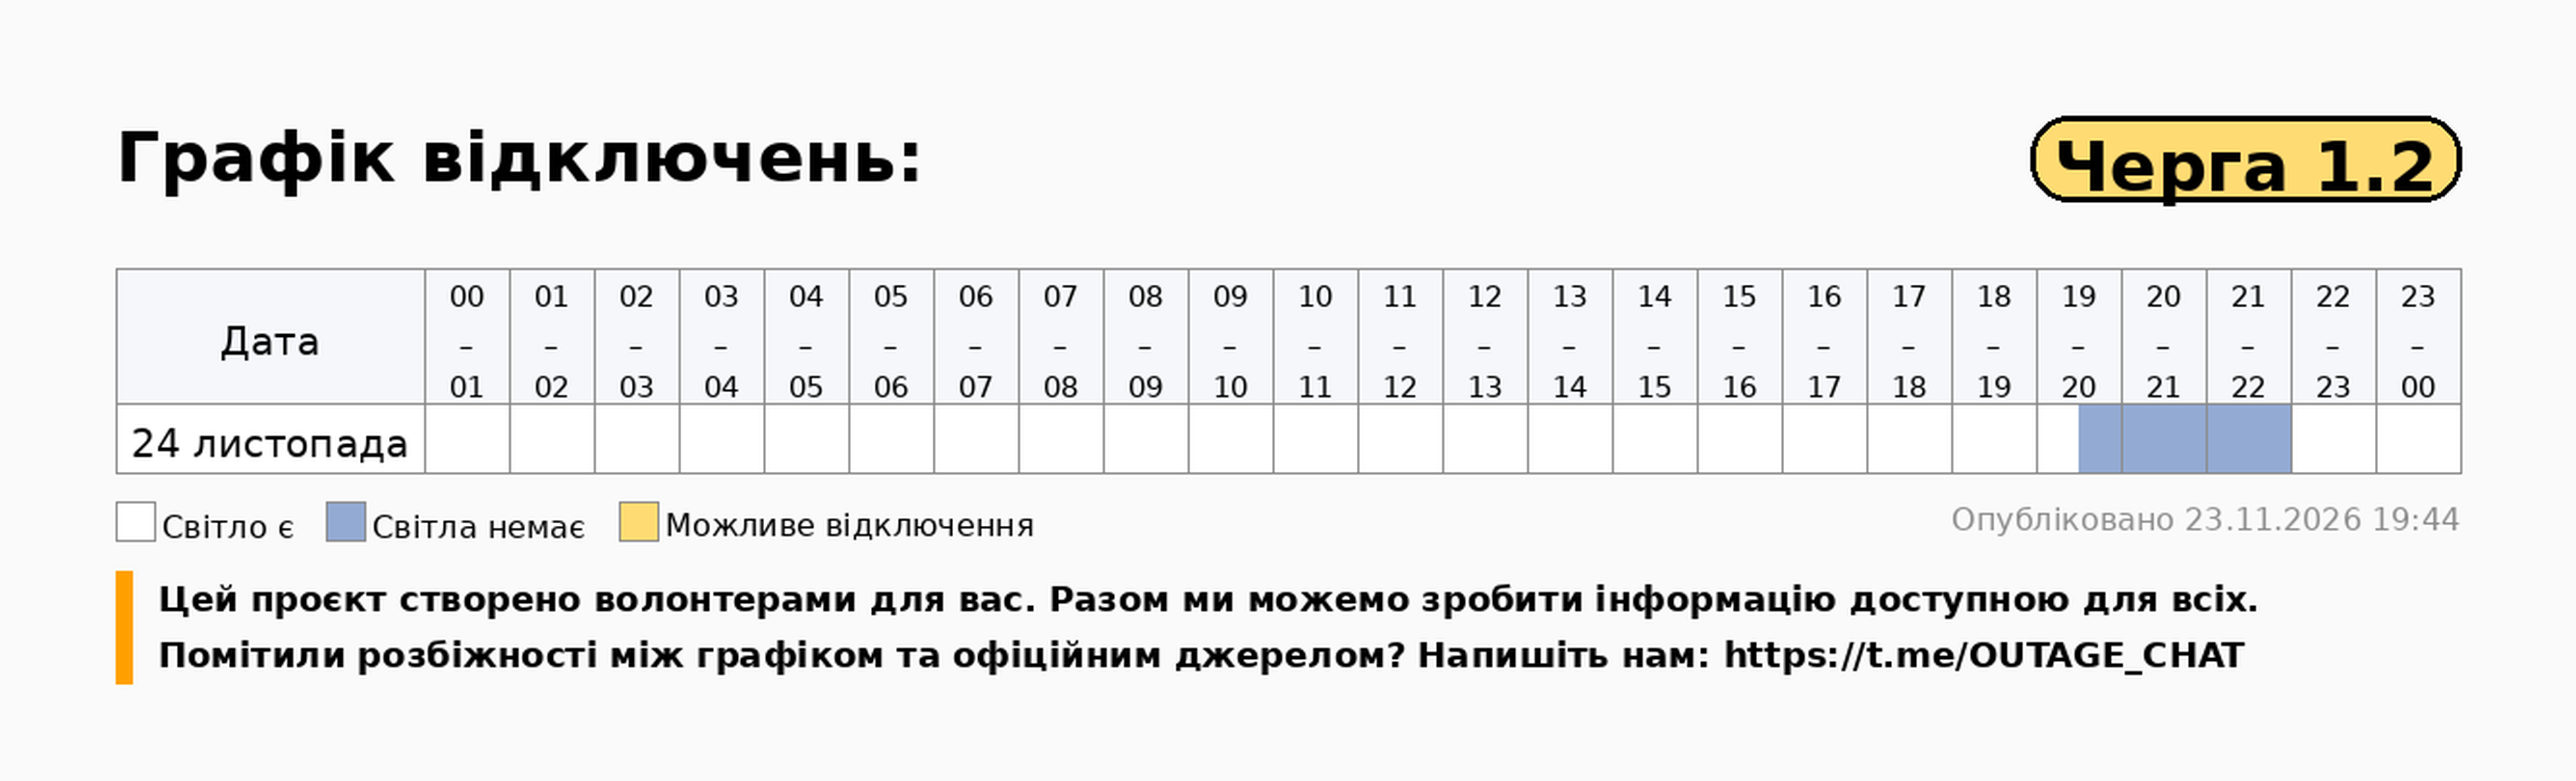 Графік відключень:
Черга 1.2
Дата
00 – 01
01 – 02
02 – 03
03 – 04
04 – 05
05 – 06
06 – 07
07 – 08
08 – 09
09 – 10
10 – 11
11 – 12
12 – 13
13 – 14
14 – 15
15 – 16
16 – 17
17 – 18
18 – 19
19 – 20
20 – 21
21 – 22
22 – 23
23 – 00
24 листопада
Світло є
Світла немає
Можливе відключення
Опубліковано 23.11.2026 19:44
Цей проєкт створено волонтерами для вас. Разом ми можемо зробити інформацію доступною для всіх.
Помітили розбіжності між графіком та офіційним джерелом? Напишіть нам: https://t.me/OUTAGE_CHAT